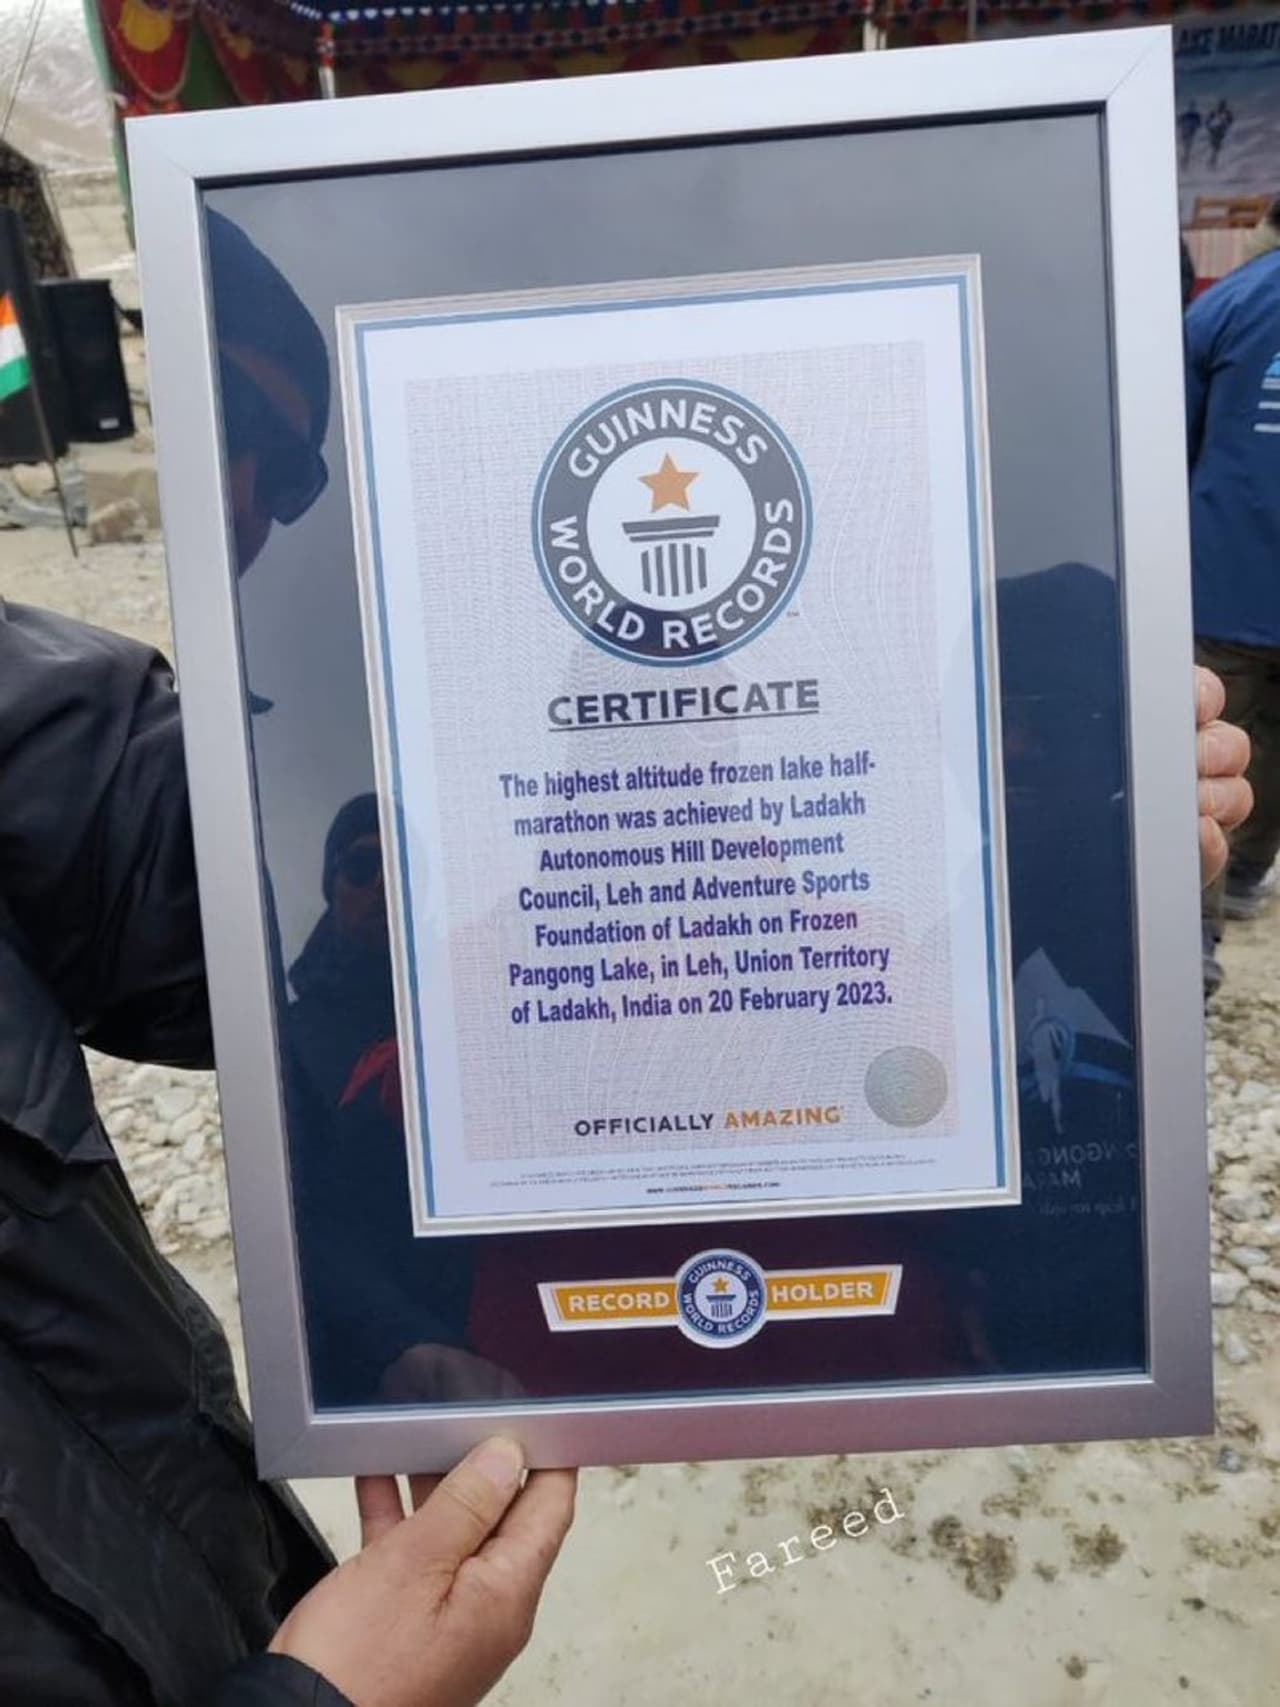 AKE MARAT
GUINNESS
WORLD RECORDS
CERTIFICATE
The highest altitude frozen lake half-
marathon was achieved by Ladakh
Autonomous Hill Development
Council, Leh and Adventure Sports
Foundation of Ladakh on Frozen
Pangong Lake, in Leh, Union Territory
of Ladakh, India on 20 February 2023.
OFFICIALLY AMAZING
RECORD HOLDER
GUINNESS
WORLD RECORDS
Fareed